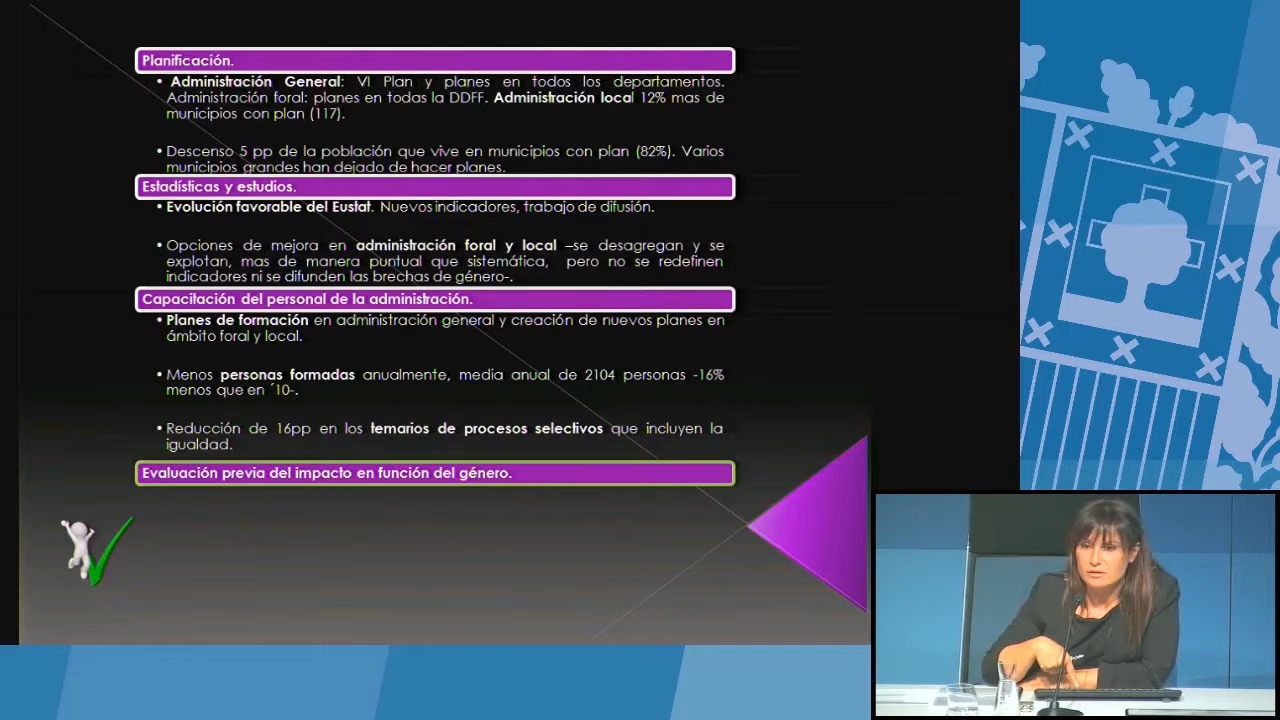 Planificación.
• Administración General: VI Plan y planes en todos los departamentos.
Administración foral: planes en todas la DDFF. Administración local 12% mas de
municipios con plan (117).
• Descenso 5 pp de la población que vive en municipios con plan (82%). Varios
municipios grandes han dejado de hacer planes.
Estadísticas y estudios.
• Evolución favorable del Eustat. Nuevos indicadores, trabajo de difusión.
• Opciones de mejora en administración foral y local –se desagregan y se
explotan, mas de manera puntual que sistemática, pero no se redefinen
indicadores ni se difunden las brechas de género-.
Capacitación del personal de la administración.
• Planes de formación en administración general y creación de nuevos planes en
ámbito foral y local.
• Menos personas formadas anualmente, media anual de 2104 personas -16%
menos que en ´10-.
• Reducción de 16pp en los temarios de procesos selectivos que incluyen la
igualdad.
Evaluación previa del impacto en función del género.